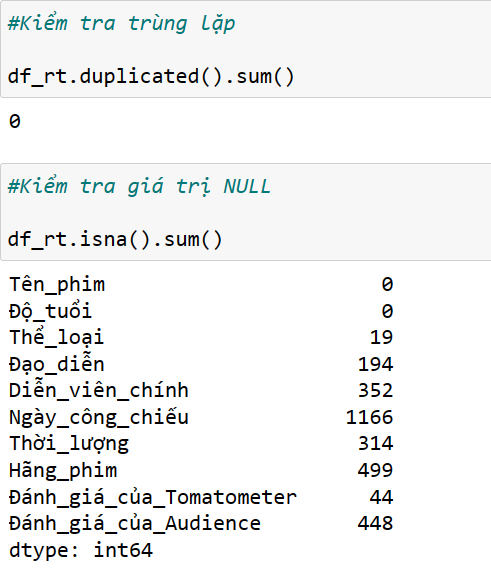 #Kiểm tra trùng lặp
df_rt.duplicated().sum()
0
#Kiểm tra giá trị NULL
df_rt.isna().sum()
Tên_phim 0
Độ_tuổi 0
Thể_loại 19
Đạo_diễn 194
Diễn_viên_chính 352
Ngày_công_chiếu 1166
Thời_lượng 314
Hãng_phim 499
Đánh_giá_của_Tomatometer 44
Đánh_giá_của_Audience 448
dtype: int64